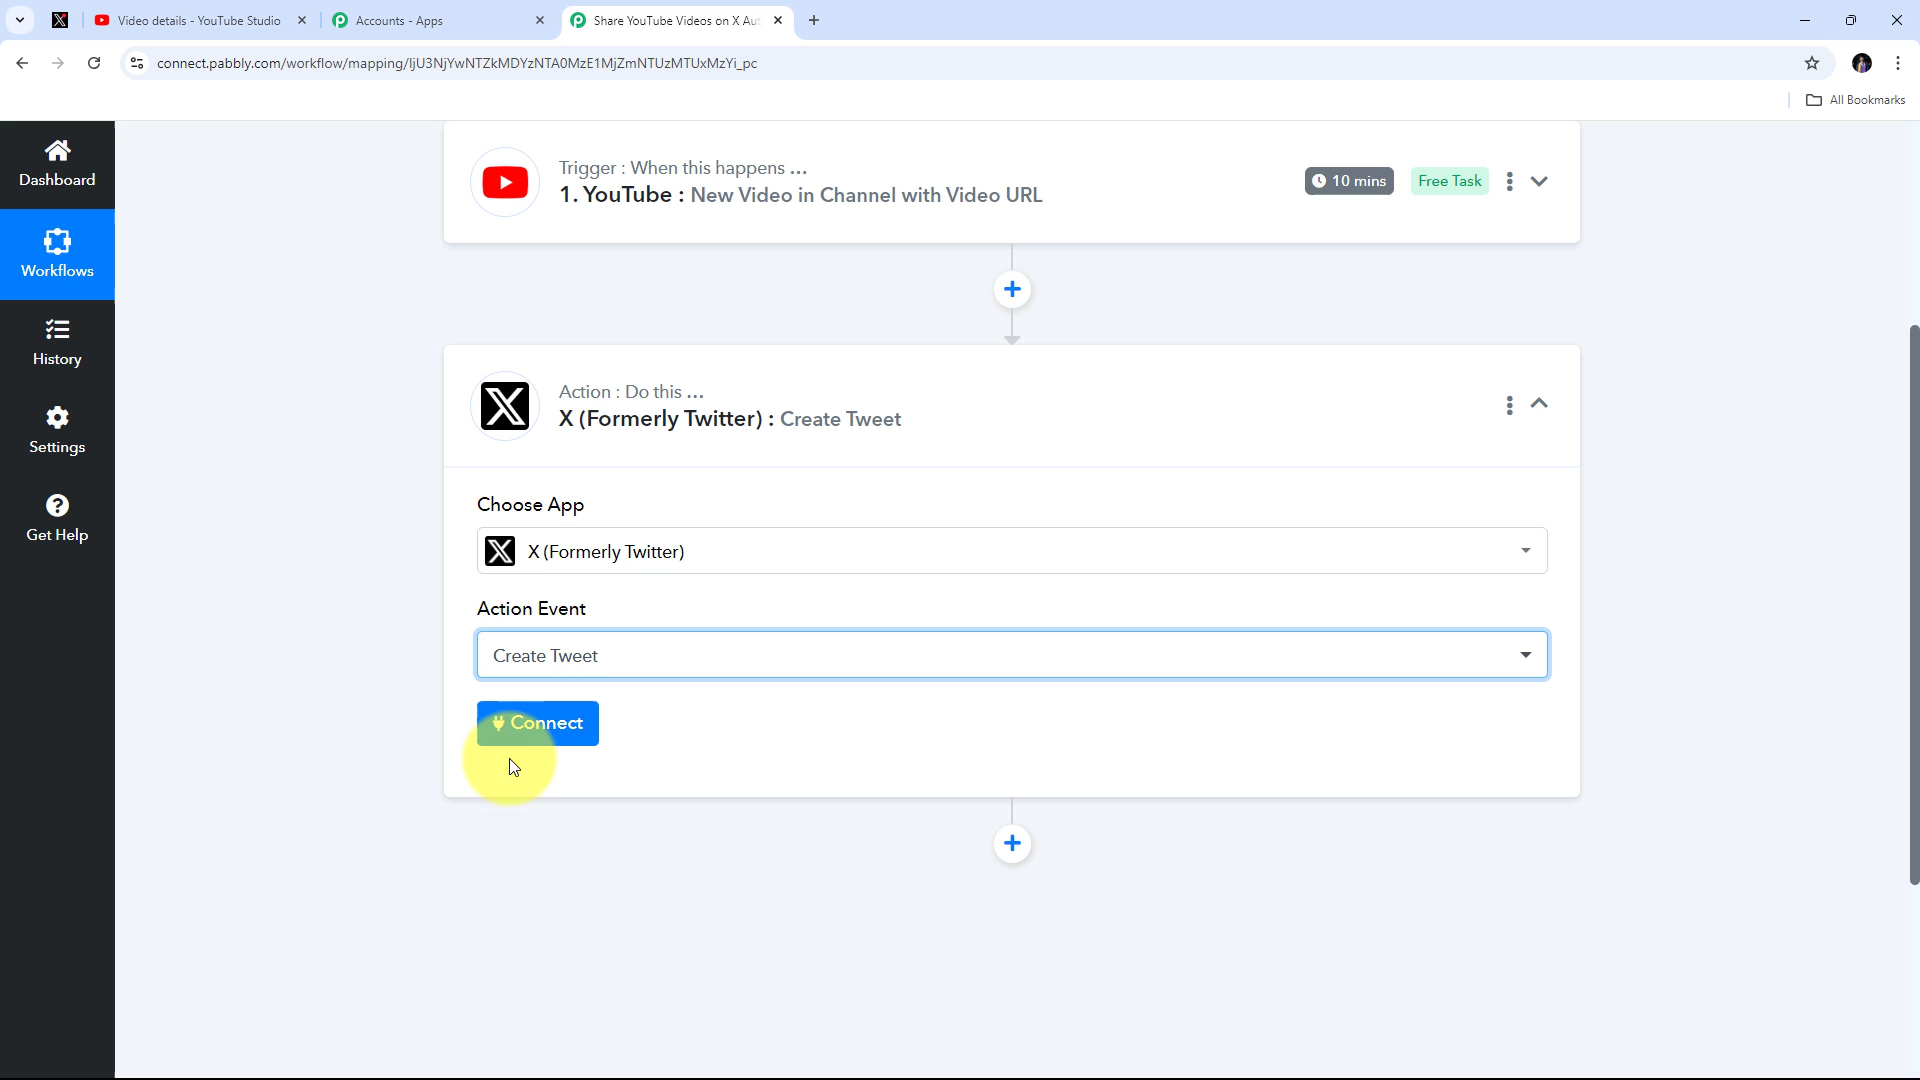 Video details - YouTube Studio
Accounts - Apps
Share YouTube Videos on X Au
connect.pabbly.com/workflow/mapping/IjU3NjYwNTZkMDYzNTA0MzE1MjZmNTUzMTUxMzYi_pc
All Bookmarks
Dashboard
Workflows
History
Settings
Get Help
Trigger : When this happens ...
1. YouTube : New Video in Channel with Video URL
10 mins
Free Task
Action : Do this ...
X (Formerly Twitter) : Create Tweet
Choose App
X (Formerly Twitter)
Action Event
Create Tweet
Connect